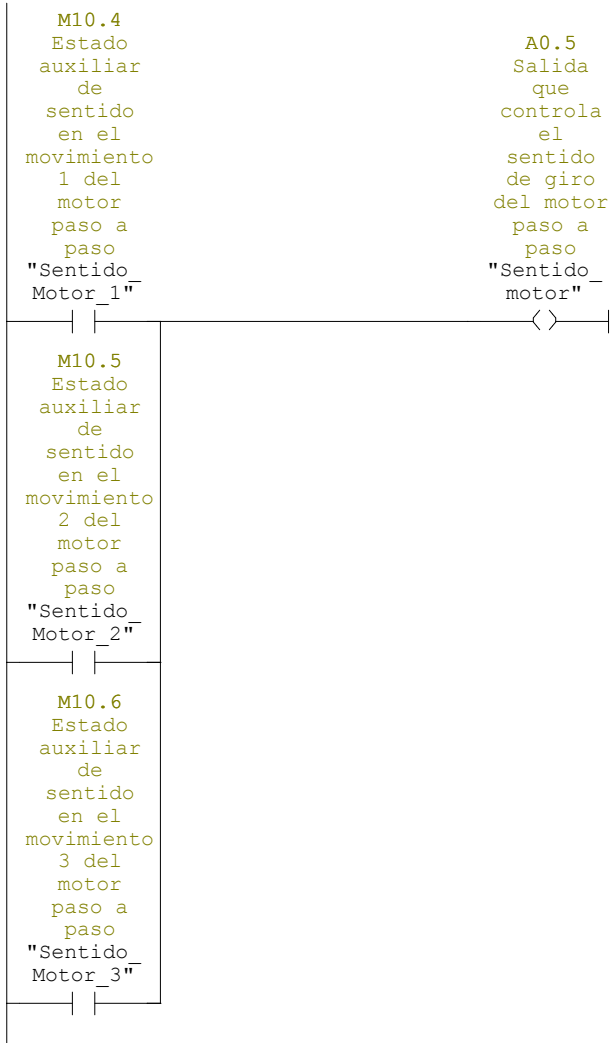 M10.4
Estado
auxiliar
de
sentido
en el
movimiento
1 del
motor
paso a
paso
"Sentido_
Motor_1"
A0.5
Salida
que
controla
el
sentido
de giro
del motor
paso a
paso
"Sentido_
motor"
M10.5
Estado
auxiliar
de
sentido
en el
movimiento
2 del
motor
paso a
paso
"Sentido_
Motor_2"
M10.6
Estado
auxiliar
de
sentido
en el
movimiento
3 del
motor
paso a
paso
"Sentido_
Motor_3"